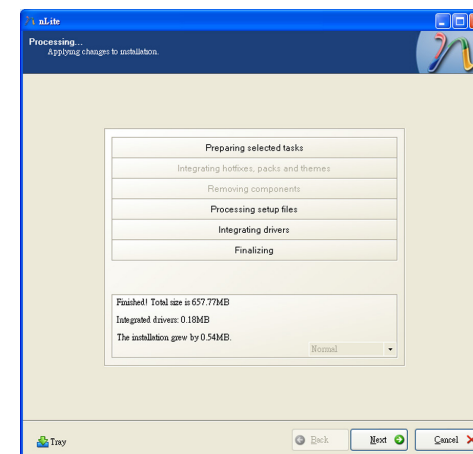 nLite
Processing...
Applying changes to installation.
Preparing selected tasks
Integrating hotfixes, packs and themes
Removing components
Processing setup files
Integrating drivers
Finalizing
Finished! Total size is 657.77MB
Integrated drivers: 0.18MB
The installation grew by 0.54MB.
Normal
Tray
Back
Next
Cancel